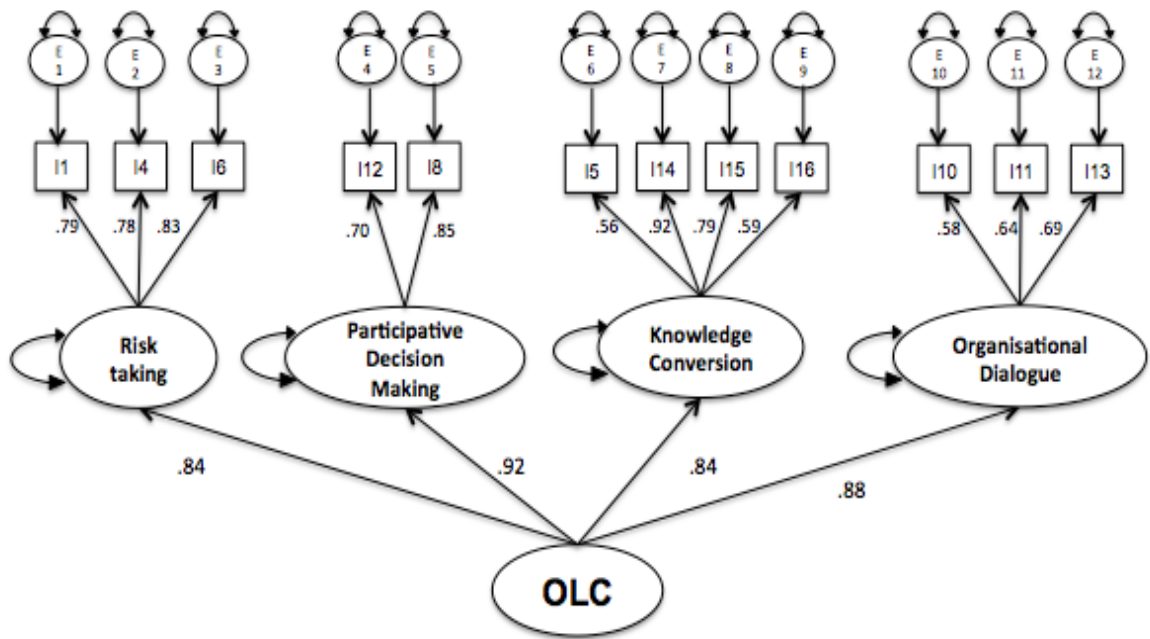 E E E E E E E E E E E E
1 2 3 4 5 6 7 8 9 10 11 12
I1 I4 I6 I12 I8 I5 I14 I15 I16 I10 I11 I13
.79 .78 .83 .70 .85 .56 .92 .79 .59 .58 .64 .69
Risk
taking
Participative
Decision
Making
Knowledge
Conversion
Organisational
Dialogue
.84 .92 .84 .88
OLC